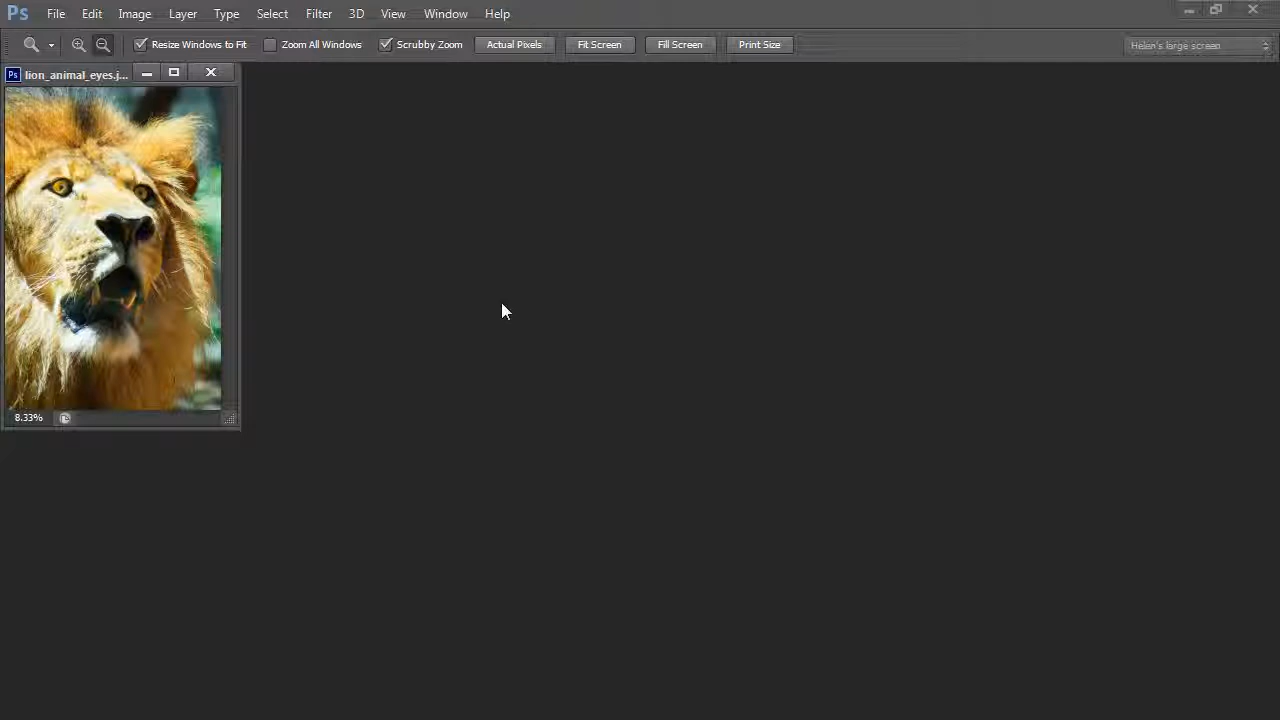 Ps File Edit Image Layer Type Select Filter 3D View Window Help
Resize Windows to Fit Zoom All Windows Scrubby Zoom Actual Pixels Fit Screen Fill Screen Print Size Helen's large screen
Ps lion_animal_eyes.j...
8.33%